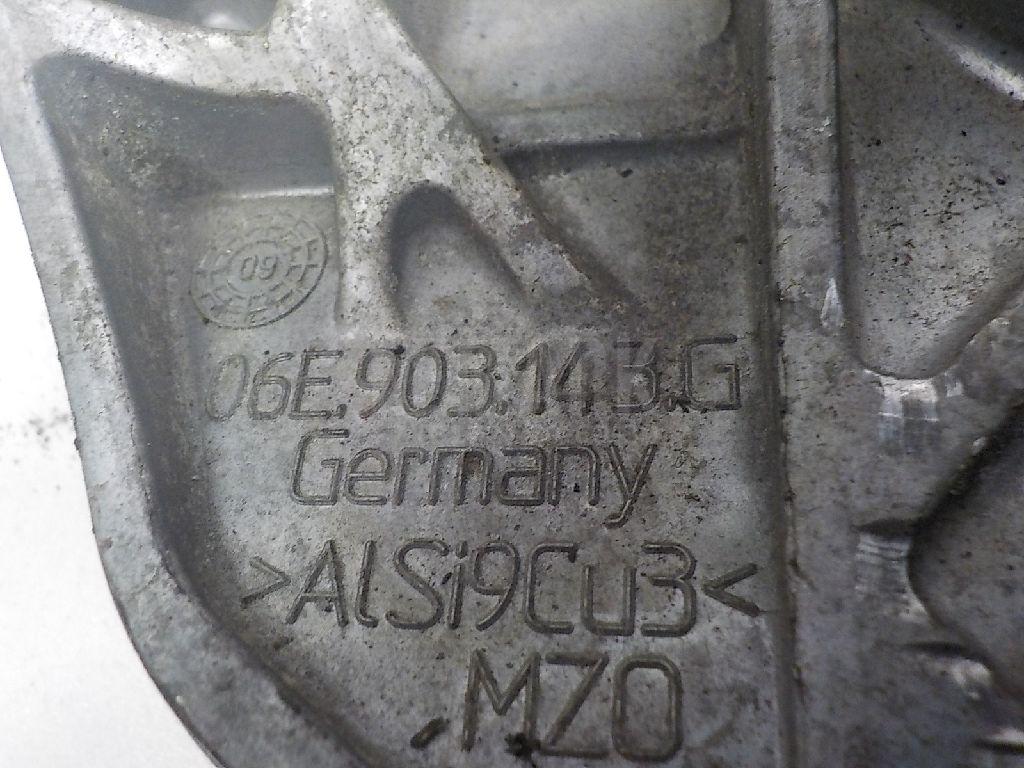 09
06E.903.143.G
Germany
>AlSi9Cu3<
MZO